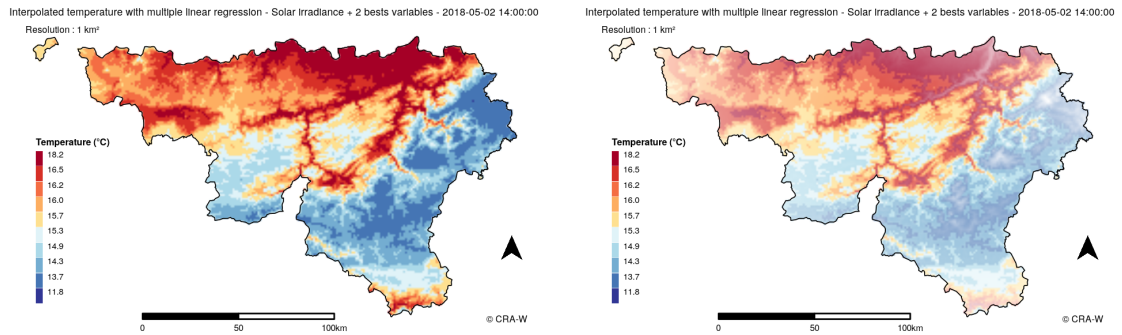 Interpolated temperature with multiple linear regression - Solar Irradiance + 2 bests variables - 2018-05-02 14:00:00
Resolution : 1 km²
Temperature (°C)
18.2
16.5
16.2
16.0
15.7
15.3
14.9
14.3
13.7
11.8
0 50 100km
© CRA-W
Interpolated temperature with multiple linear regression - Solar Irradiance + 2 bests variables - 2018-05-02 14:00:00
Resolution : 1 km²
Temperature (°C)
18.2
16.5
16.2
16.0
15.7
15.3
14.9
14.3
13.7
11.8
0 50 100km
© CRA-W